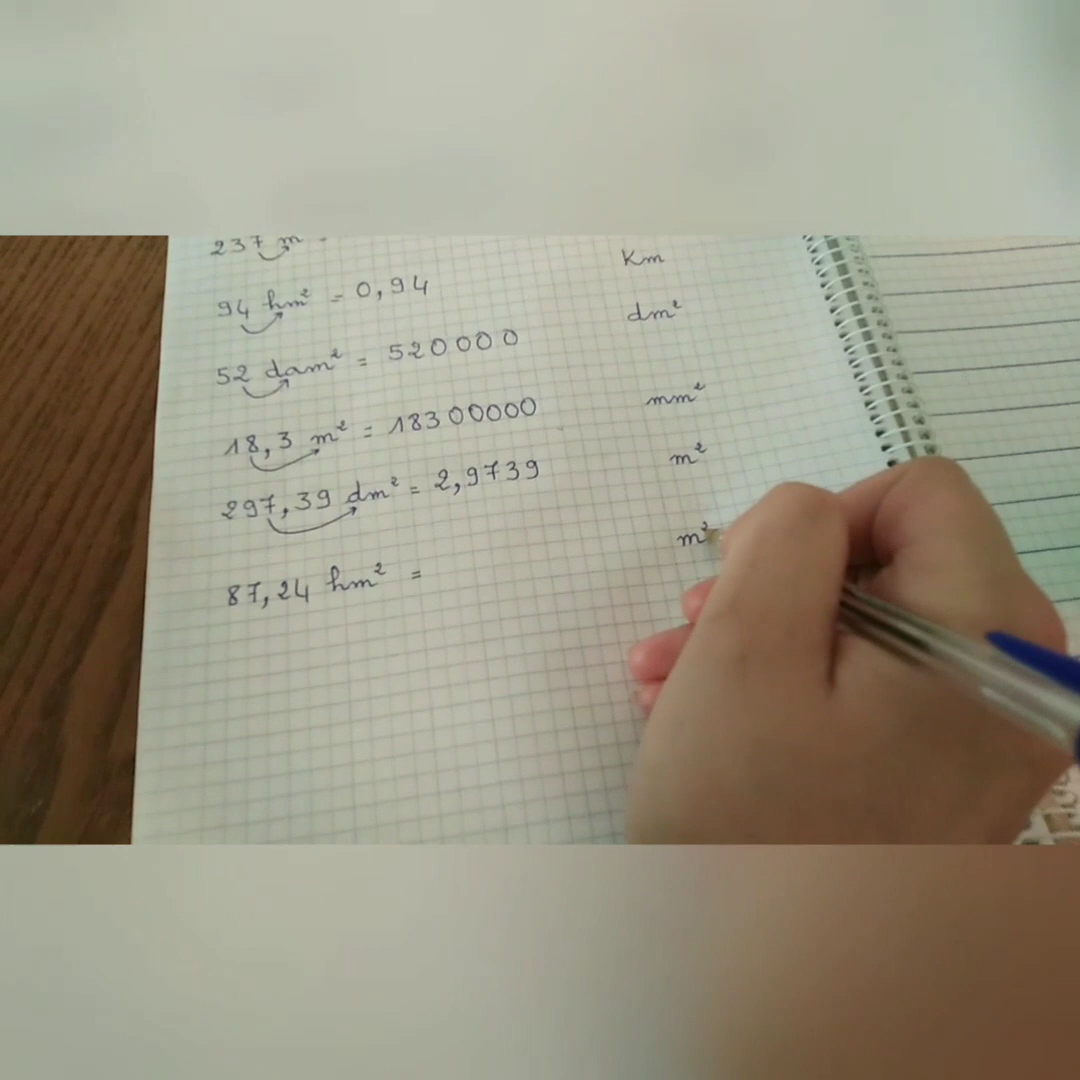 237 m
94 hm² = 0,94 Km
52 dam² = 520000 dm²
18,3 m² = 18300000 mm²
297,39 dm² = 2,9739 m²
87,24 hm² = m²